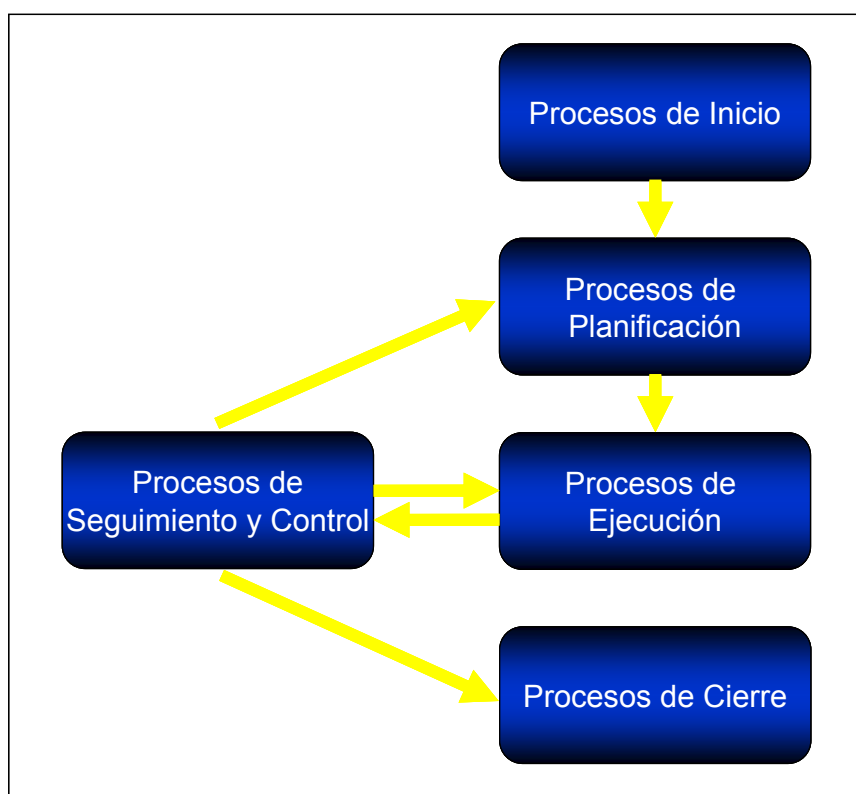 Procesos de Inicio
Procesos de
Planificación
Procesos de
Seguimiento y Control
Procesos de
Ejecución
Procesos de Cierre